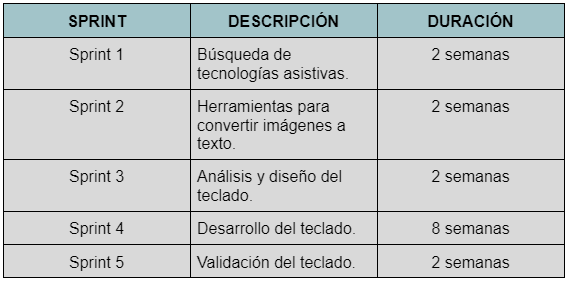 SPRINT DESCRIPCIÓN DURACIÓN
Sprint 1 Búsqueda de 2 semanas
tecnologías asistivas.
Sprint 2 Herramientas para 2 semanas
convertir imágenes a
texto.
Sprint 3 Análisis y diseño del 2 semanas
teclado.
Sprint 4 Desarrollo del teclado. 8 semanas
Sprint 5 Validación del teclado. 2 semanas